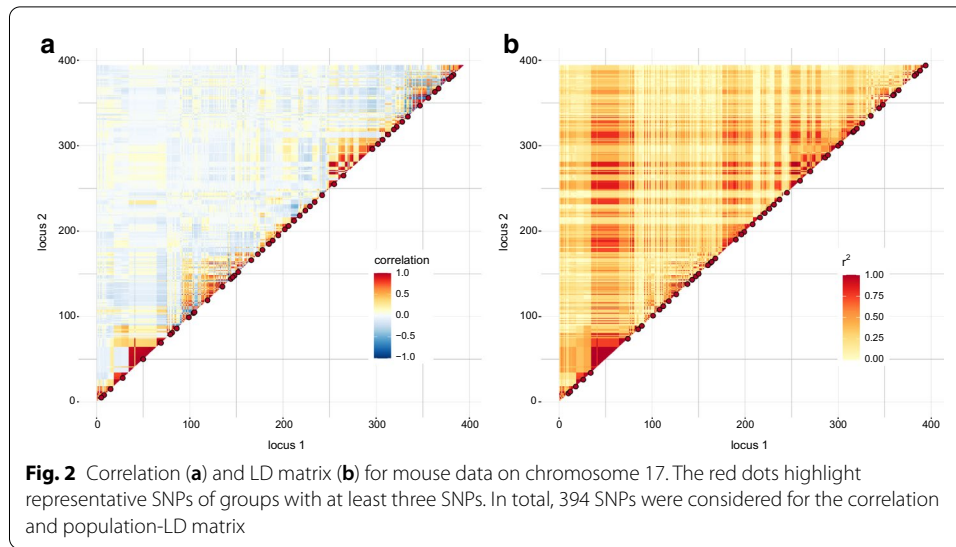 a
400
300
200
100
0
locus 2
0
100
200
300
400
locus 1
correlation
1.0
0.5
0.0
−0.5
−1.0
b
400
300
200
100
0
locus 2
0
100
200
300
400
locus 1
r2
1.00
0.75
0.50
0.25
0.00
Fig. 2 Correlation (a) and LD matrix (b) for mouse data on chromosome 17. The red dots highlight
representative SNPs of groups with at least three SNPs. In total, 394 SNPs were considered for the correlation
and population-LD matrix